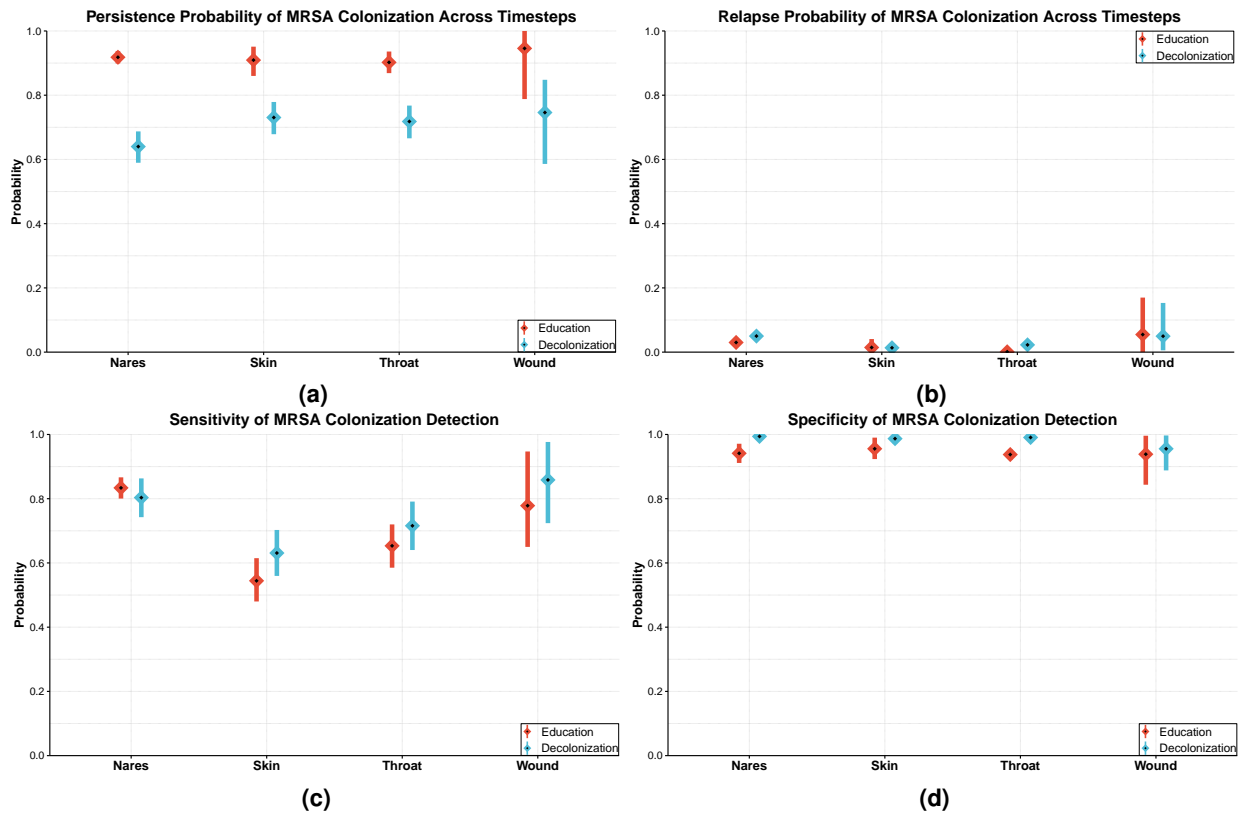 Persistence Probability of MRSA Colonization Across Timesteps
1.0
0.8
0.6
0.4
0.2
0.0
Probability
Nares Skin Throat Wound
Education
Decolonization
(a)
Relapse Probability of MRSA Colonization Across Timesteps
1.0
0.8
0.6
0.4
0.2
0.0
Probability
Nares Skin Throat Wound
Education
Decolonization
(b)
Sensitivity of MRSA Colonization Detection
1.0
0.8
0.6
0.4
0.2
0.0
Probability
Nares Skin Throat Wound
Education
Decolonization
(c)
Specificity of MRSA Colonization Detection
1.0
0.8
0.6
0.4
0.2
0.0
Probability
Nares Skin Throat Wound
Education
Decolonization
(d)